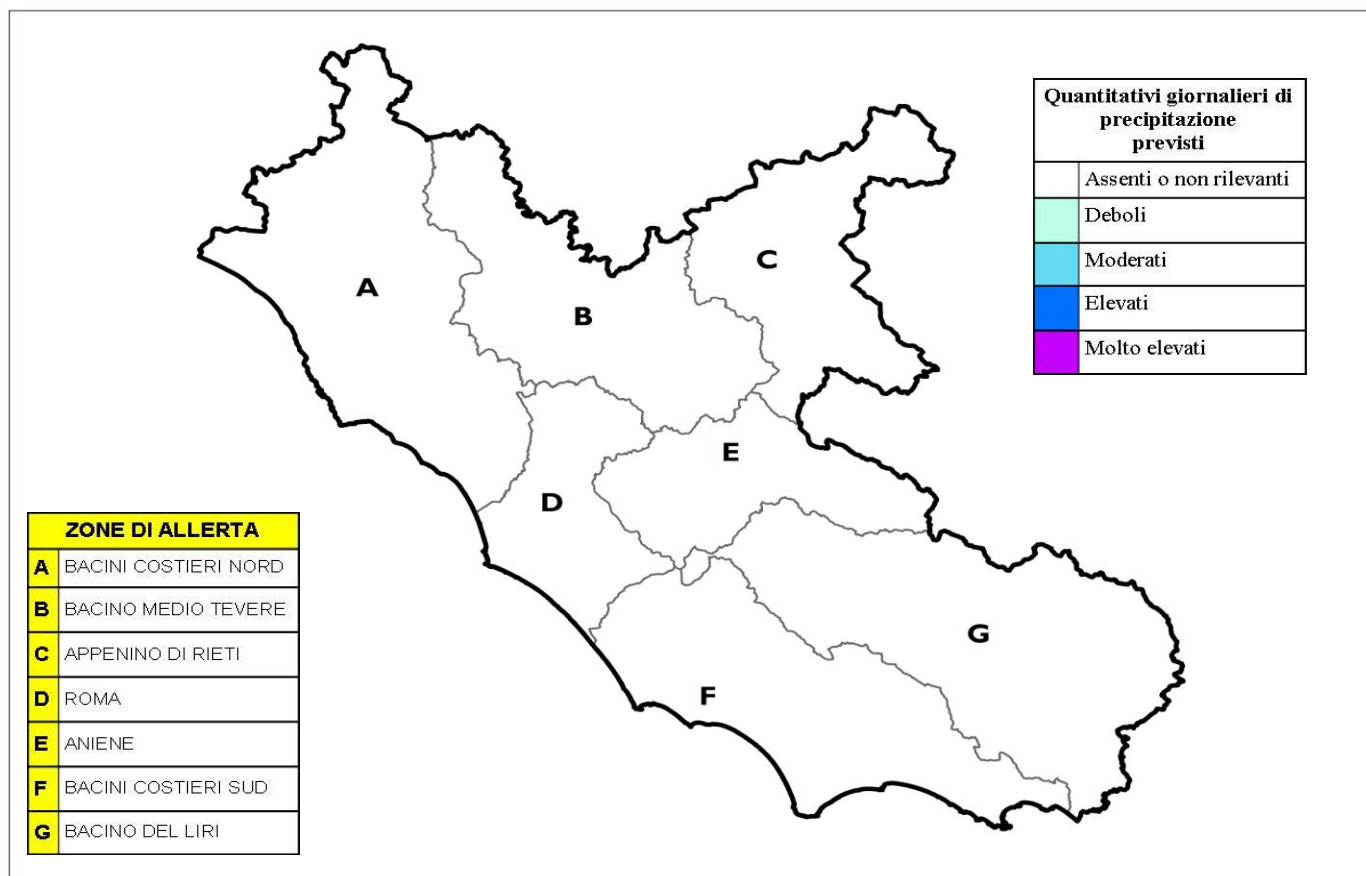 Quantitativi giornalieri di
precipitazione
previsti
Assenti o non rilevanti
Deboli
Moderati
Elevati
Molto elevati
A
B
C
D
E
F
G
ZONE DI ALLERTA
A BACINI COSTIERI NORD
B BACINO MEDIO TEVERE
C APPENINO DI RIETI
D ROMA
E ANIENE
F BACINI COSTIERI SUD
G BACINO DEL LIRI